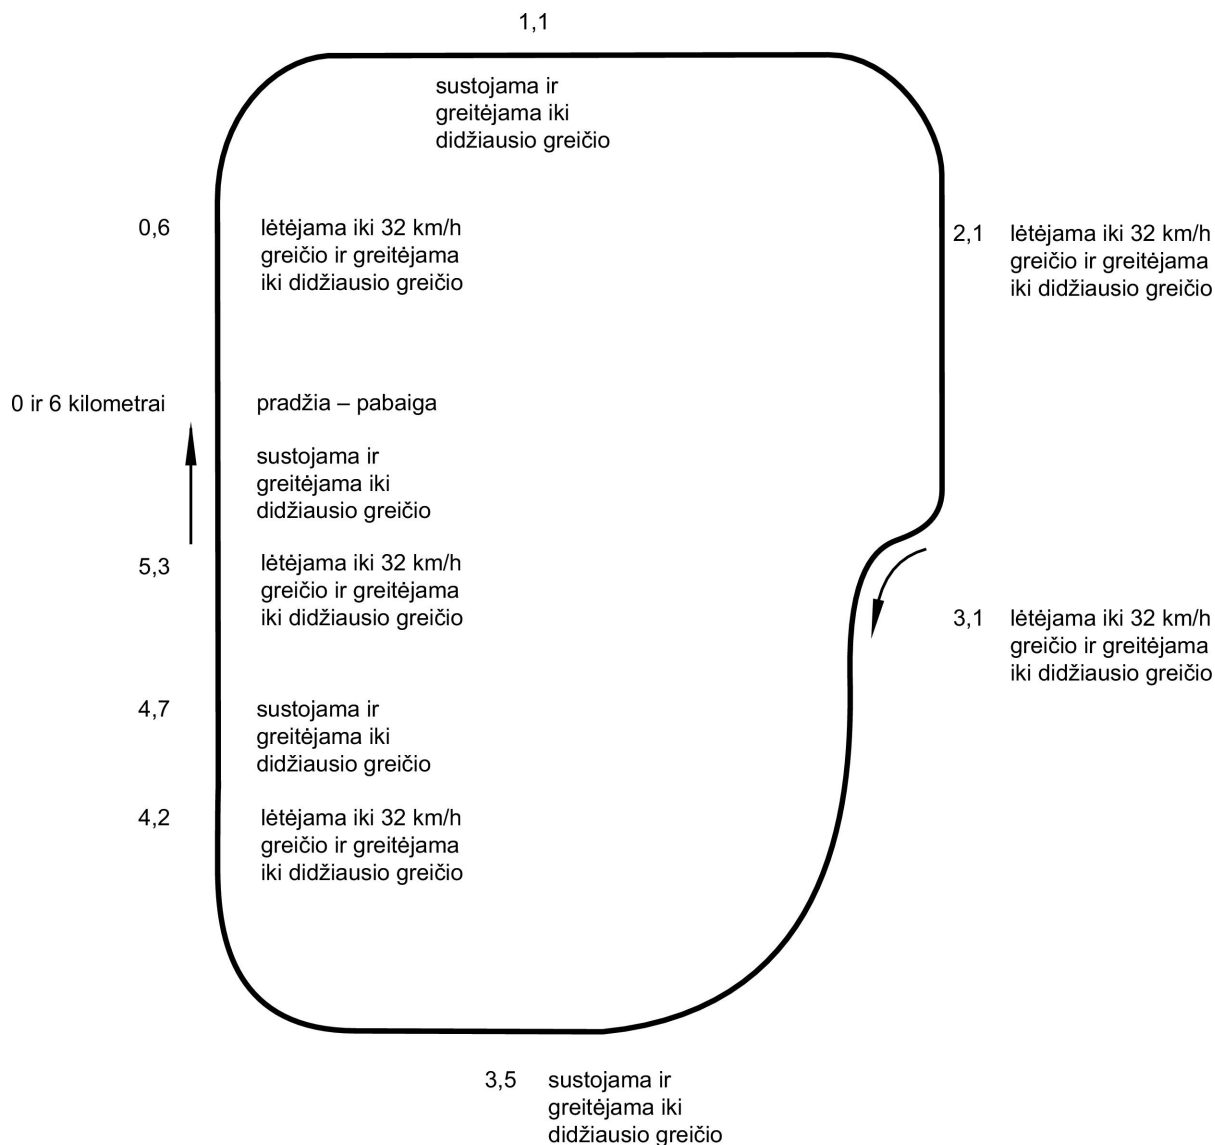 1,1
sustojama ir
greitėjama iki
didžiausio greičio
0,6
lėtėjama iki 32 km/h
greičio ir greitėjama
iki didžiausio greičio
2,1
lėtėjama iki 32 km/h
greičio ir greitėjama
iki didžiausio greičio
0 ir 6 kilometrai
pradžia – pabaiga
sustojama ir
greitėjama iki
didžiausio greičio
5,3
lėtėjama iki 32 km/h
greičio ir greitėjama
iki didžiausio greičio
3,1
lėtėjama iki 32 km/h
greičio ir greitėjama
iki didžiausio greičio
4,7
sustojama ir
greitėjama iki
didžiausio greičio
4,2
lėtėjama iki 32 km/h
greičio ir greitėjama
iki didžiausio greičio
3,5
sustojama ir
greitėjama iki
didžiausio greičio